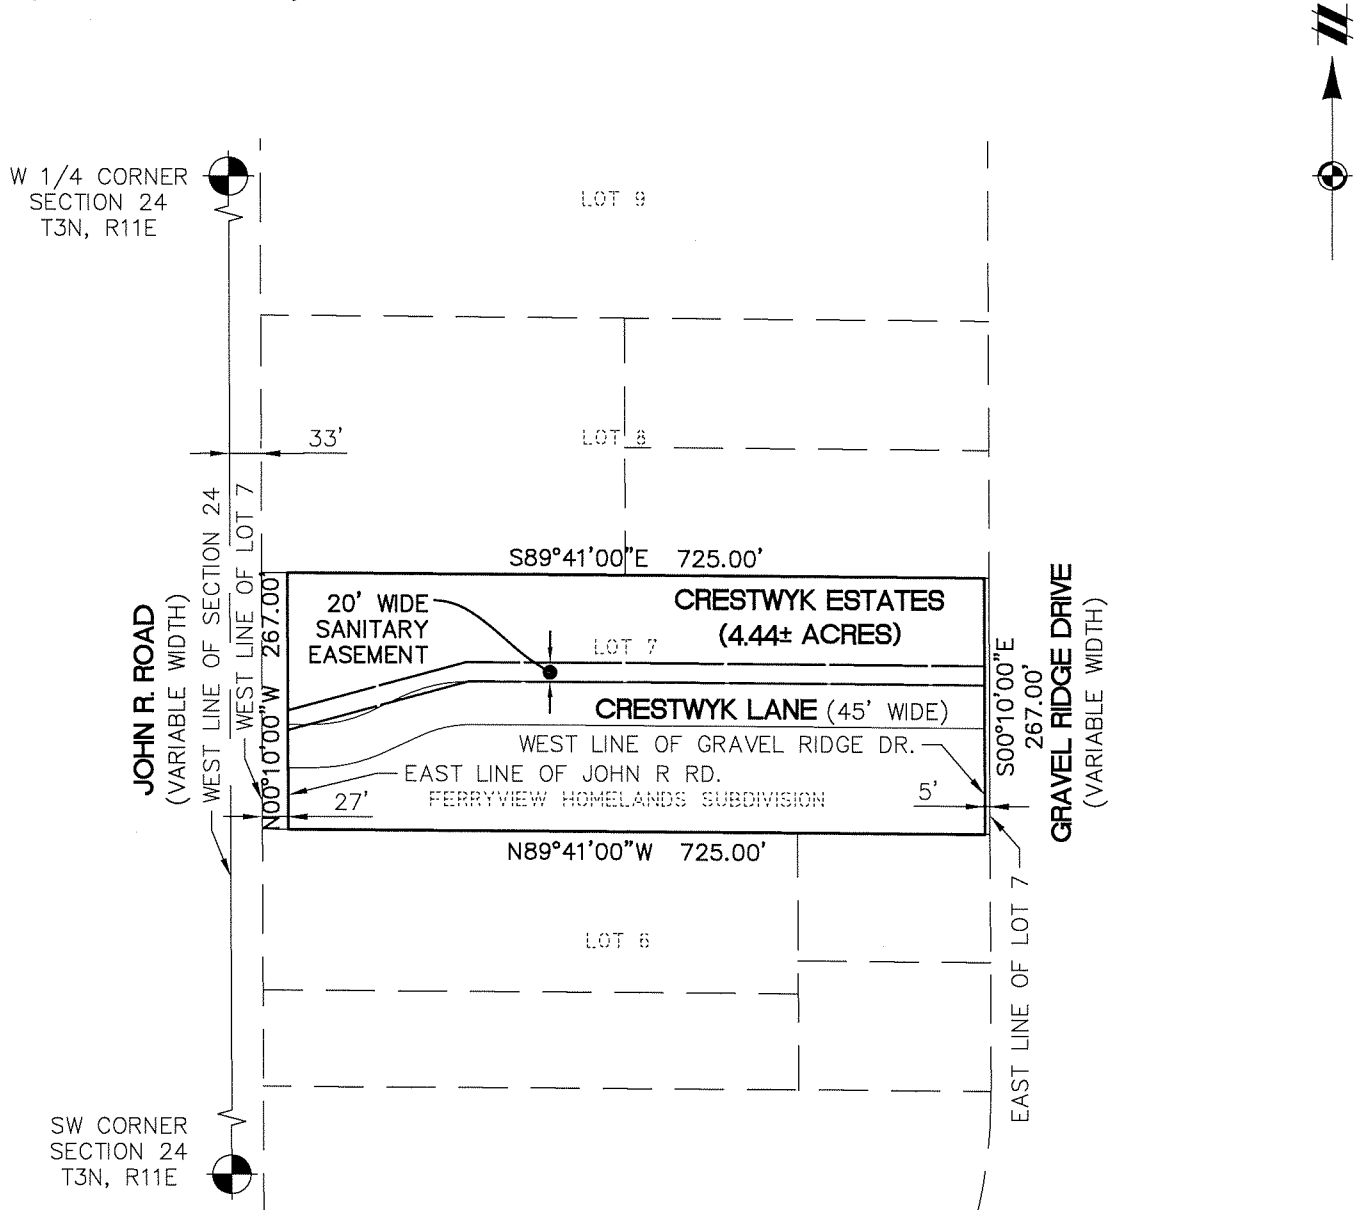 W 1/4 CORNER
SECTION 24
T3N, R11E
LOT 9
33'
LOT 8
WEST LINE OF SECTION 24
WEST LINE OF LOT 7
JOHN R. ROAD
(VARIABLE WIDTH)
N00°10'00"W 267.00'
S89°41'00"E 725.00'
20' WIDE
SANITARY
EASEMENT
CRESTWYK ESTATES
(4.44± ACRES)
LOT 7
CRESTWYK LANE (45' WIDE)
WEST LINE OF GRAVEL RIDGE DR.
EAST LINE OF JOHN R RD.
FERRYVIEW HOMELANDS SUBDIVISION
27'
5'
S00°10'00"E
267.00'
GRAVEL RIDGE DRIVE
(VARIABLE WIDTH)
N89°41'00"W 725.00'
EAST LINE OF LOT 7
LOT 6
SW CORNER
SECTION 24
T3N, R11E